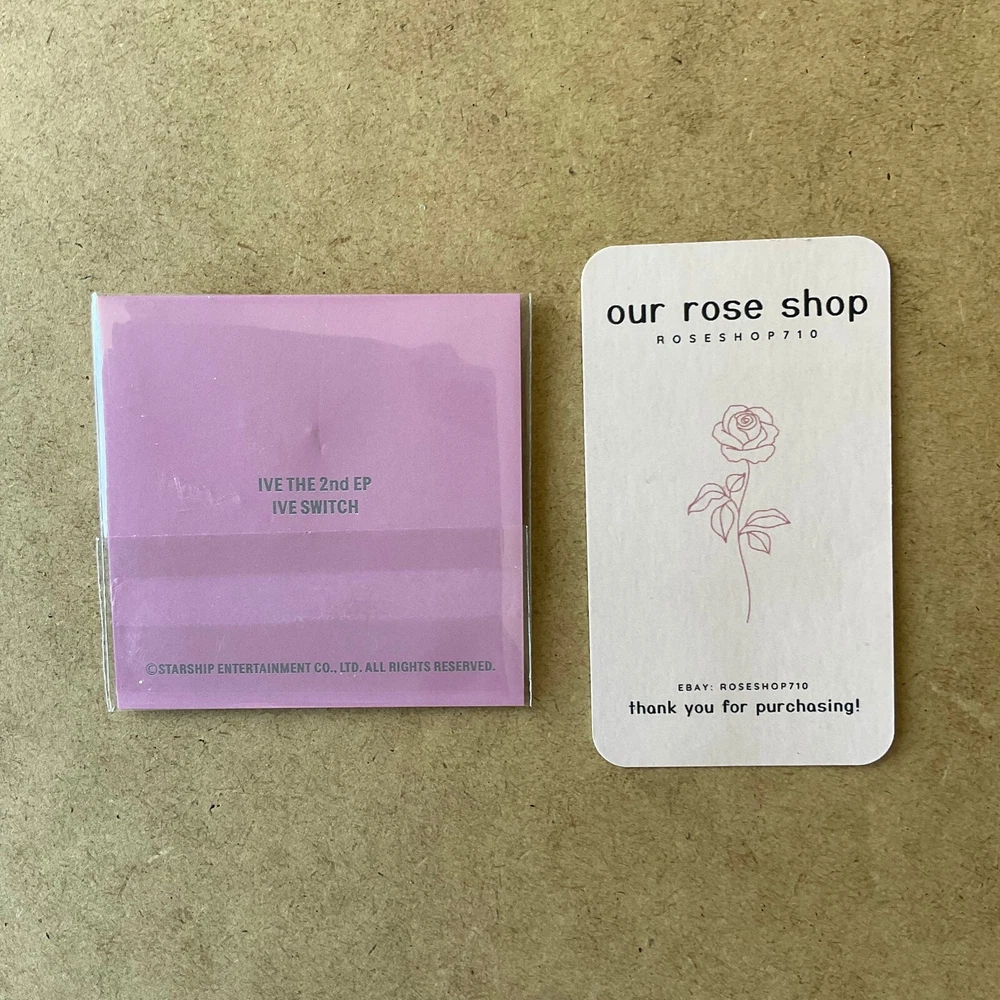 IVE THE 2nd EP
IVE SWITCH
©STARSHIP ENTERTAINMENT CO., LTD. ALL RIGHTS RESERVED.
our rose shop
ROSESHOP710
EBAY: ROSESHOP710
thank you for purchasing!